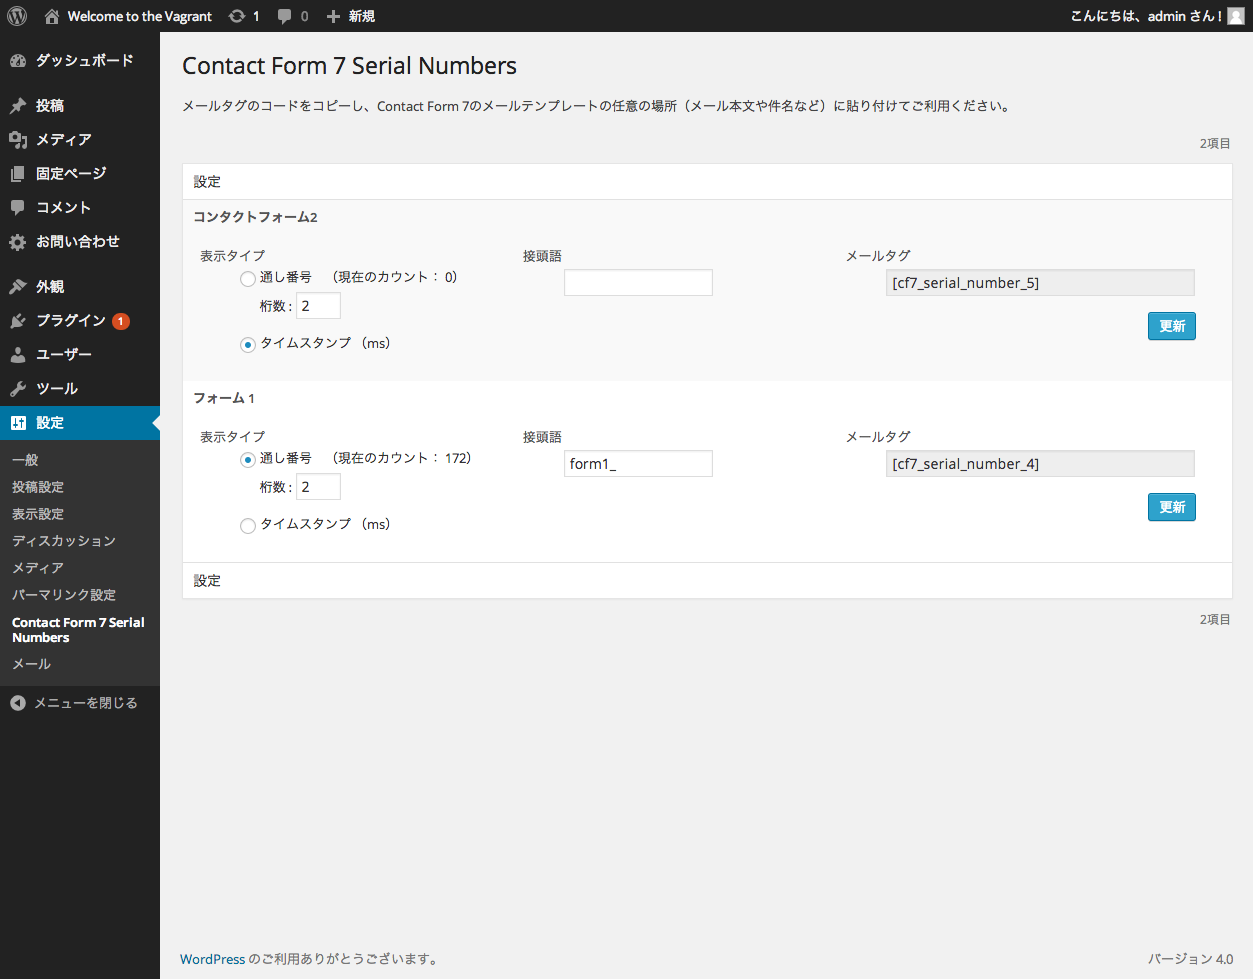 Welcome to the Vagrant 1 0 新規 こんにちは、admin さん !
ダッシュボード
投稿
メディア
固定ページ
コメント
お問い合わせ
外観
プラグイン 1
ユーザー
ツール
設定
一般
投稿設定
表示設定
ディスカッション
メディア
パーマリンク設定
Contact Form 7 Serial
Numbers
メール
メニューを閉じる
Contact Form 7 Serial Numbers
メールタグのコードをコピーし、Contact Form 7のメールテンプレートの任意の場所（メール本文や件名など）に貼り付けてご利用ください。
2項目
設定
コンタクトフォーム2
表示タイプ 接頭語 メールタグ
通し番号 （現在のカウント： 0）
[cf7_serial_number_5]
桁数 : 2
更新
タイムスタンプ （ms）
フォーム 1
表示タイプ 接頭語 メールタグ
通し番号 （現在のカウント： 172）
form1_ [cf7_serial_number_4]
桁数 : 2
更新
タイムスタンプ （ms）
設定
2項目
WordPress のご利用ありがとうございます。 バージョン 4.0